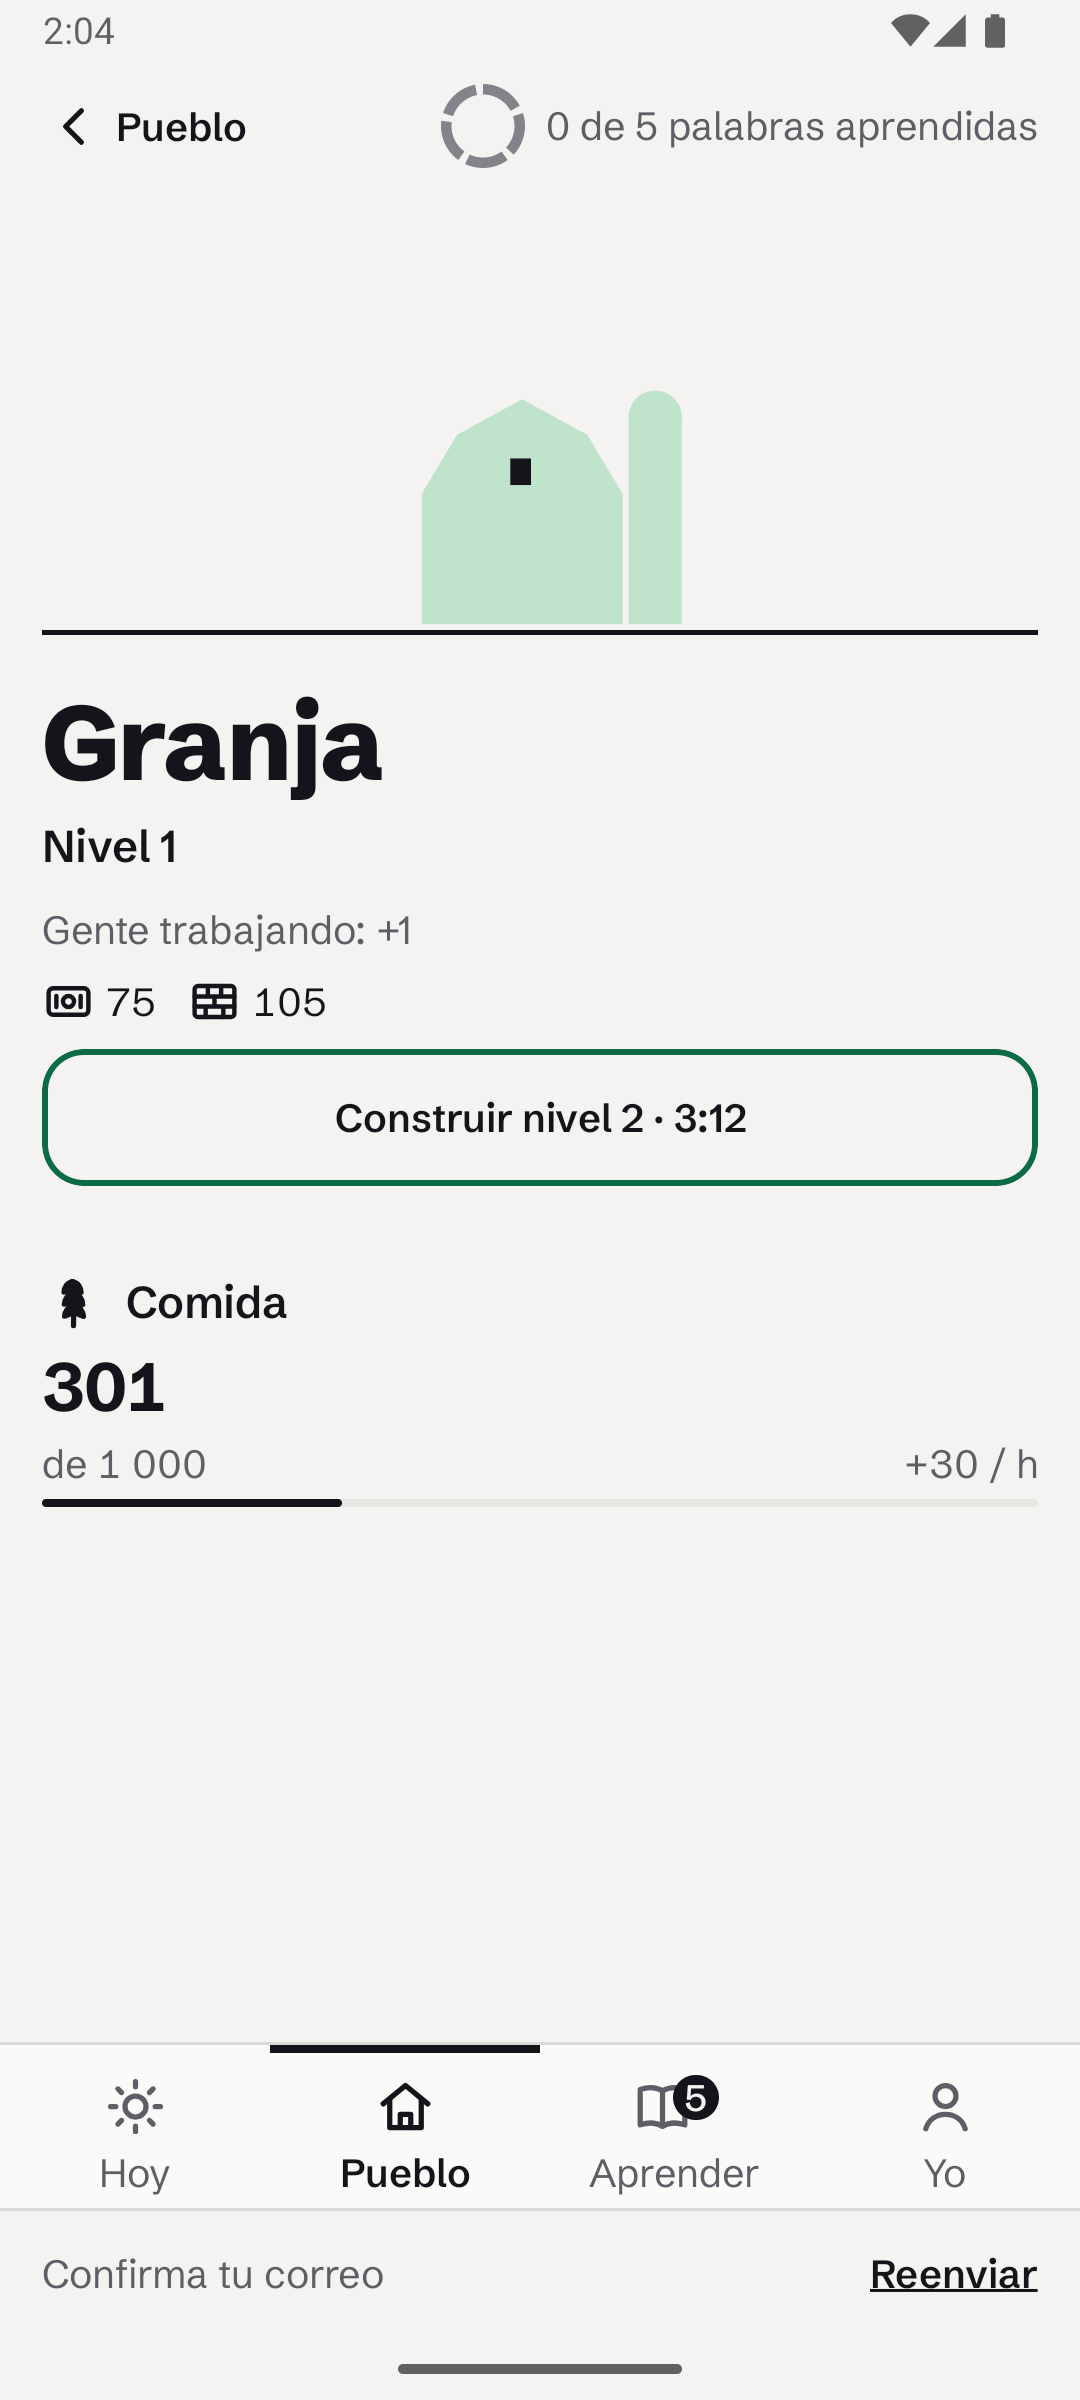 2:04
Pueblo
0 de 5 palabras aprendidas
Granja
Nivel 1
Gente trabajando: +1
75 105
Construir nivel 2 · 3:12
Comida
301
de 1 000 +30 / h
5
Hoy Pueblo Aprender Yo
Confirma tu correo Reenviar